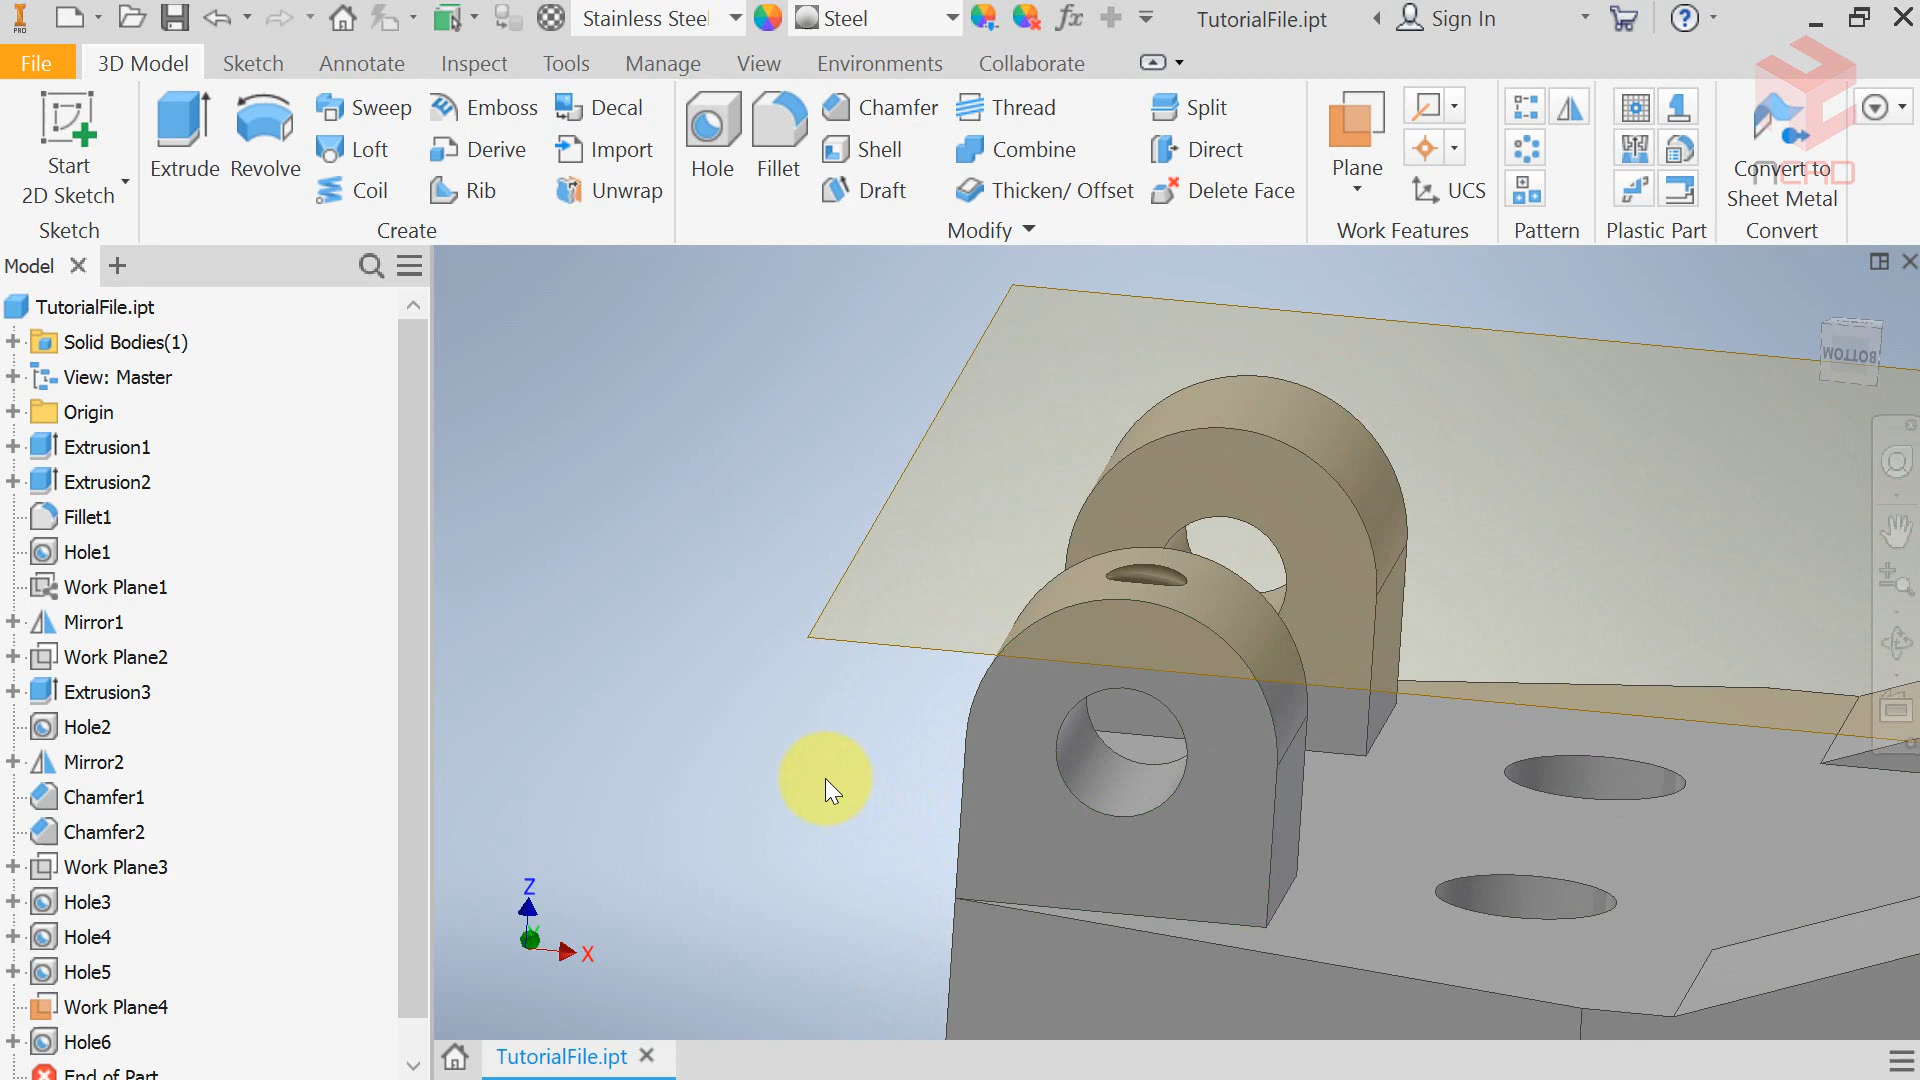 PRO
Stainless Steel
Steel
fx
TutorialFile.ipt
Sign In
File
3D Model
Sketch
Annotate
Inspect
Tools
Manage
View
Environments
Collaborate
Start
2D Sketch
Sketch
Extrude
Revolve
Sweep
Loft
Coil
Emboss
Derive
Rib
Decal
Import
Unwrap
Create
Hole
Fillet
Chamfer
Shell
Draft
Thread
Combine
Thicken/ Offset
Split
Direct
Delete Face
Modify
Plane
UCS
Work Features
Pattern
Plastic Part
Convert to
Sheet Metal
Convert
MCAD
Model
TutorialFile.ipt
Solid Bodies(1)
View: Master
Origin
Extrusion1
Extrusion2
Fillet1
Hole1
Work Plane1
Mirror1
Work Plane2
Extrusion3
Hole2
Mirror2
Chamfer1
Chamfer2
Work Plane3
Hole3
Hole4
Hole5
Work Plane4
Hole6
End of Part
BOTTOM
Z
Y
X
TutorialFile.ipt